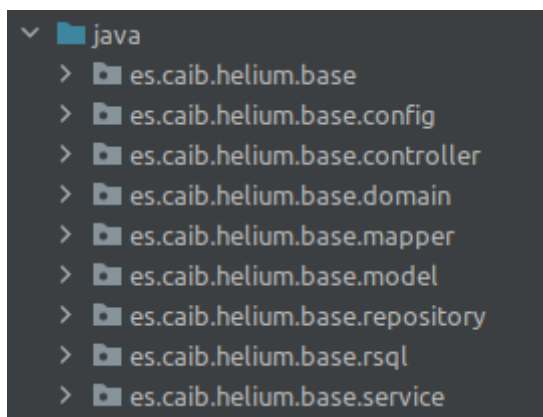 java
es.caib.helium.base
es.caib.helium.base.config
es.caib.helium.base.controller
es.caib.helium.base.domain
es.caib.helium.base.mapper
es.caib.helium.base.model
es.caib.helium.base.repository
es.caib.helium.base.rsql
es.caib.helium.base.service